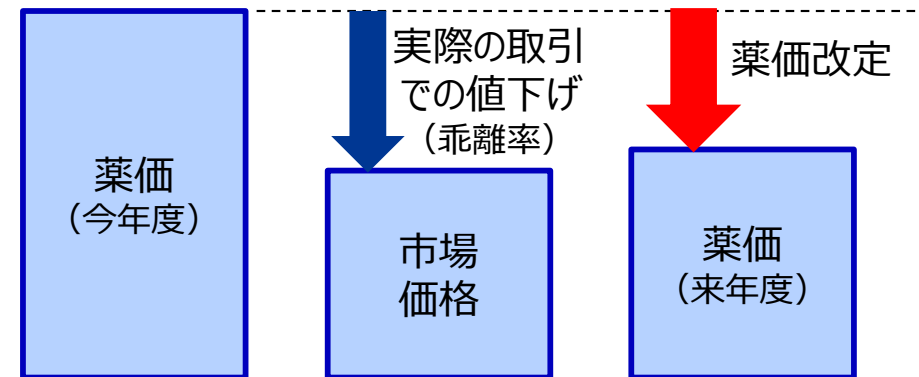 薬価
（今年度）
実際の取引
での値下げ
（乖離率）
市場
価格
薬価改定
薬価
（来年度）